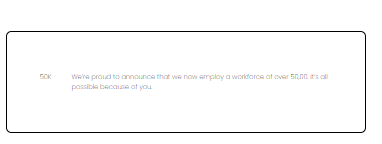 50K
We're proud to announce that we now employ a workforce of over 50,00. It's all
possible because of you.